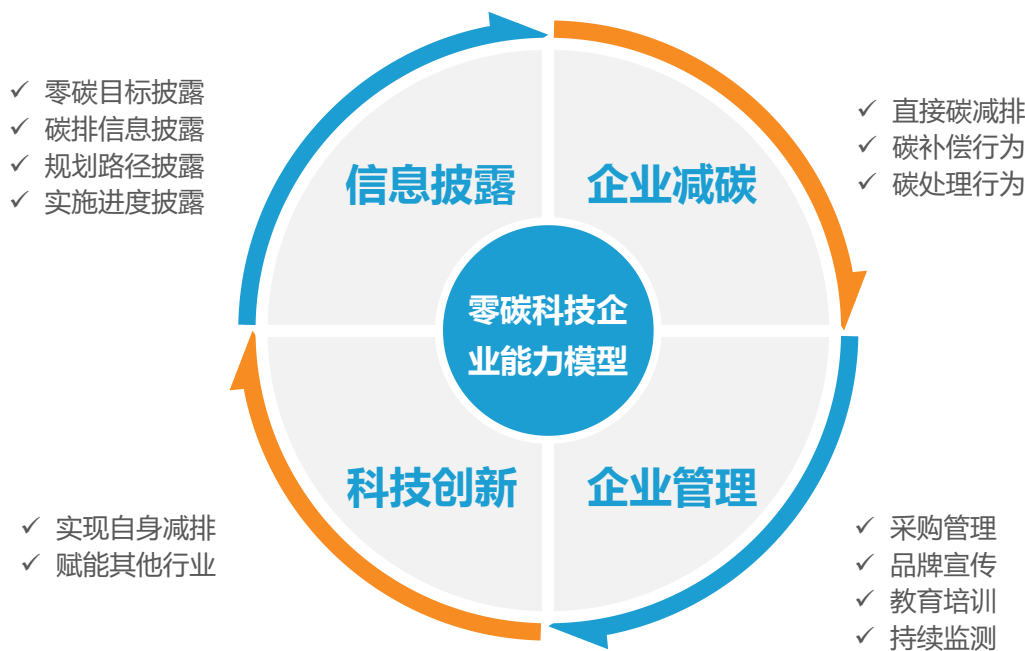 零碳目标披露
碳排信息披露
规划路径披露
实施进度披露
信息披露
企业减碳
直接碳减排
碳补偿行为
碳处理行为
零碳科技企
业能力模型
科技创新
企业管理
实现自身减排
赋能其他行业
采购管理
品牌宣传
教育培训
持续监测